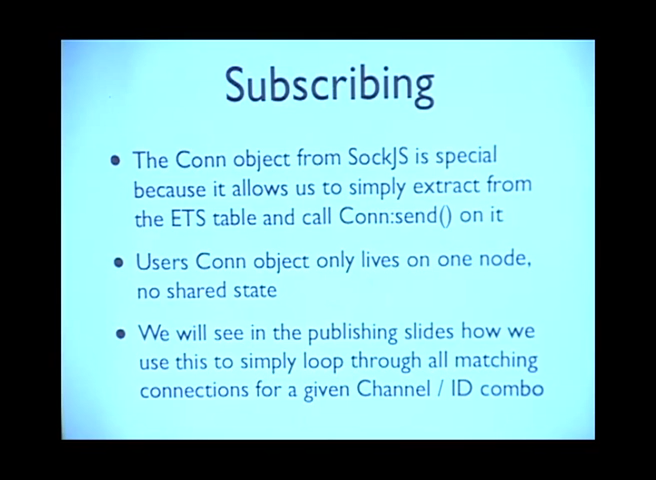 Subscribing
• The Conn object from SockJS is special
because it allows us to simply extract from
the ETS table and call Conn:send() on it
• Users Conn object only lives on one node,
no shared state
• We will see in the publishing slides how we
use this to simply loop through all matching
connections for a given Channel / ID combo